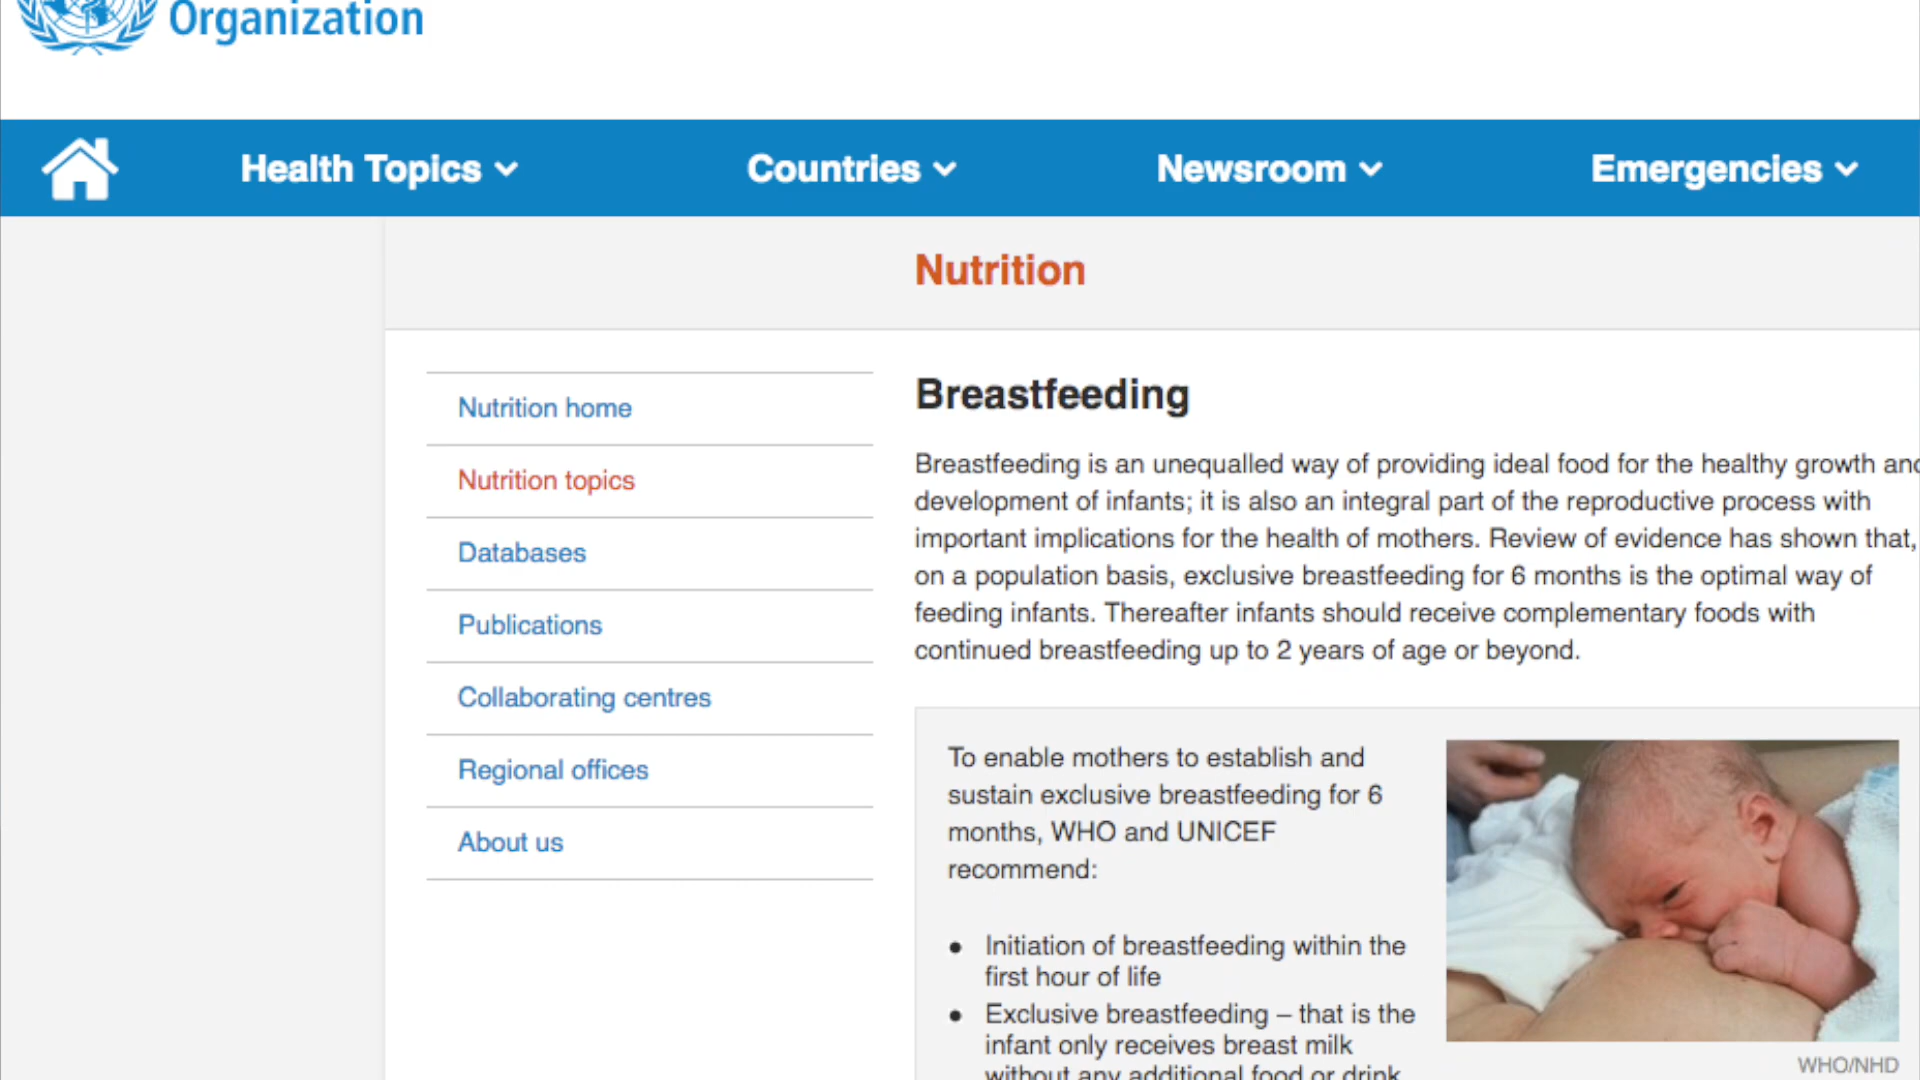 Organization
Health Topics
Countries
Newsroom
Emergencies
Nutrition
Nutrition home
Nutrition topics
Databases
Publications
Collaborating centres
Regional offices
About us
Breastfeeding
Breastfeeding is an unequalled way of providing ideal food for the healthy growth and
development of infants; it is also an integral part of the reproductive process with
important implications for the health of mothers. Review of evidence has shown that,
on a population basis, exclusive breastfeeding for 6 months is the optimal way of
feeding infants. Thereafter infants should receive complementary foods with
continued breastfeeding up to 2 years of age or beyond.
To enable mothers to establish and
sustain exclusive breastfeeding for 6
months, WHO and UNICEF
recommend:
• Initiation of breastfeeding within the
first hour of life
• Exclusive breastfeeding – that is the
infant only receives breast milk
without any additional food or drink
WHO/NHD